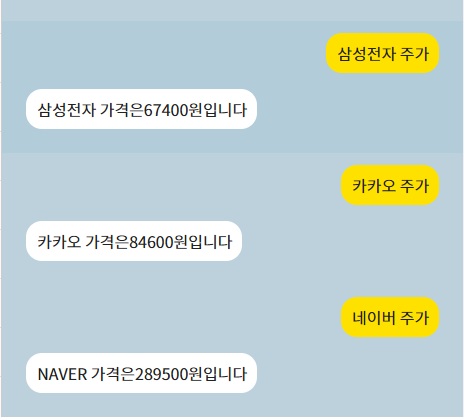 삼성전자 주가
삼성전자 가격은67400원입니다
카카오 주가
카카오 가격은84600원입니다
네이버 주가
NAVER 가격은289500원입니다